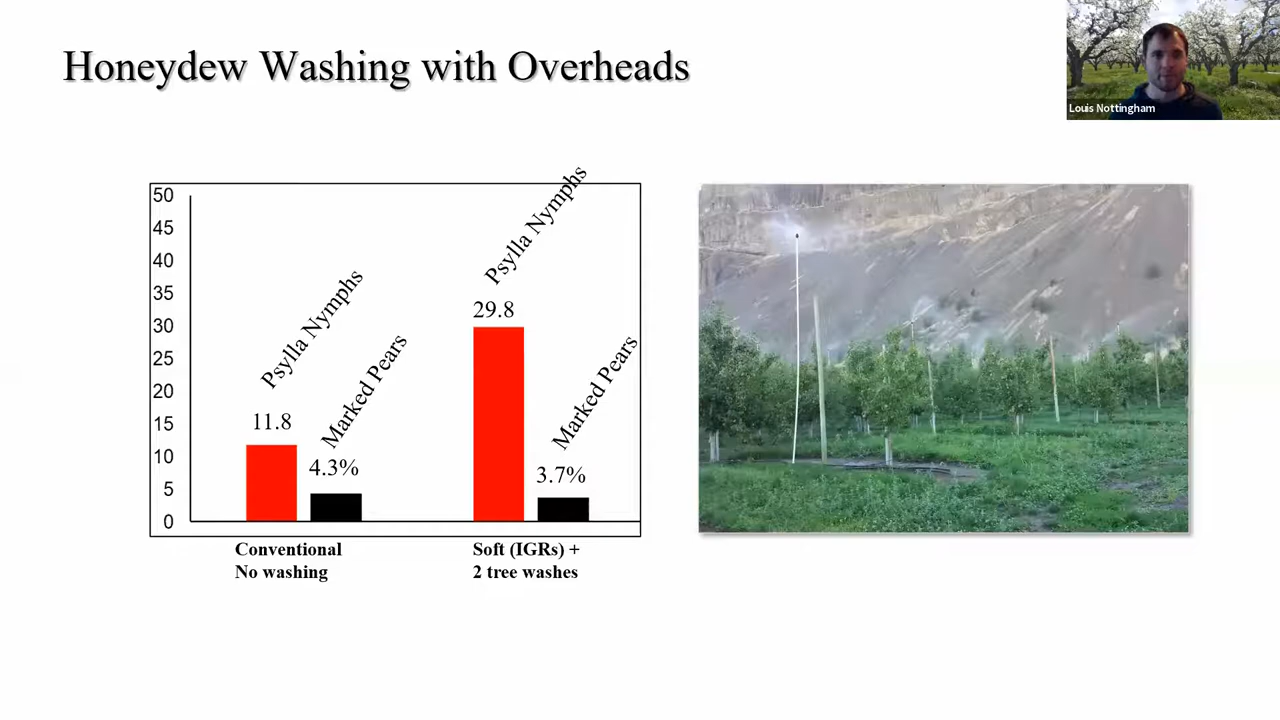 Honeydew Washing with Overheads
Louis Nottingham
50
45
40
35
30
25
20
15
10
5
0
Psylla Nymphs
11.8
Marked Pears
4.3%
Psylla Nymphs
29.8
Marked Pears
3.7%
Conventional
No washing
Soft (IGRs) +
2 tree washes